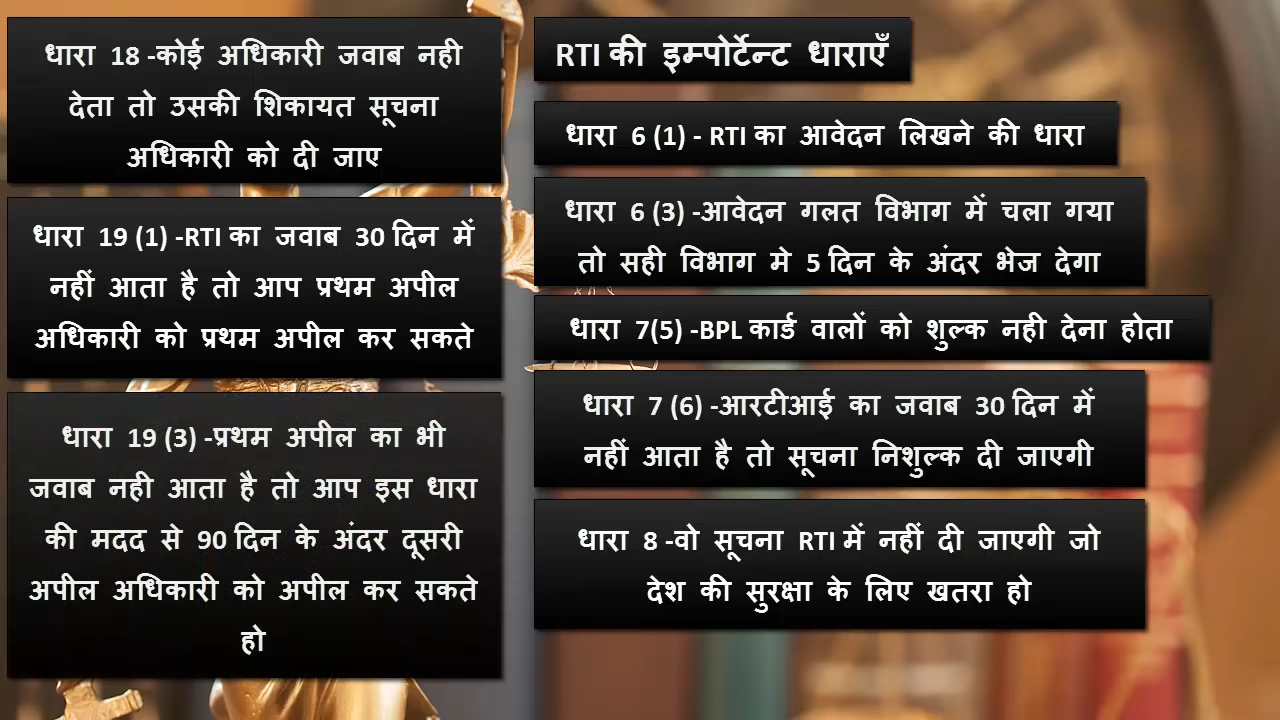 धारा 18 -कोई अधिकारी जवाब नही
देता तो उसकी शिकायत सूचना
अधिकारी को दी जाए
धारा 19 (1) -RTI का जवाब 30 दिन में
नहीं आता है तो आप प्रथम अपील
अधिकारी को प्रथम अपील कर सकते
धारा 19 (3) -प्रथम अपील का भी
जवाब नही आता है तो आप इस धारा
की मदद से 90 दिन के अंदर दूसरी
अपील अधिकारी को अपील कर सकते
हो
RTI की इम्पोर्टेन्ट धाराएँ
धारा 6 (1) - RTI का आवेदन लिखने की धारा
धारा 6 (3) -आवेदन गलत विभाग में चला गया
तो सही विभाग मे 5 दिन के अंदर भेज देगा
धारा 7(5) -BPL कार्ड वालों को शुल्क नही देना होता
धारा 7 (6) -आरटीआई का जवाब 30 दिन में
नहीं आता है तो सूचना निशुल्क दी जाएगी
धारा 8 -वो सूचना RTI में नहीं दी जाएगी जो
देश की सुरक्षा के लिए खतरा हो